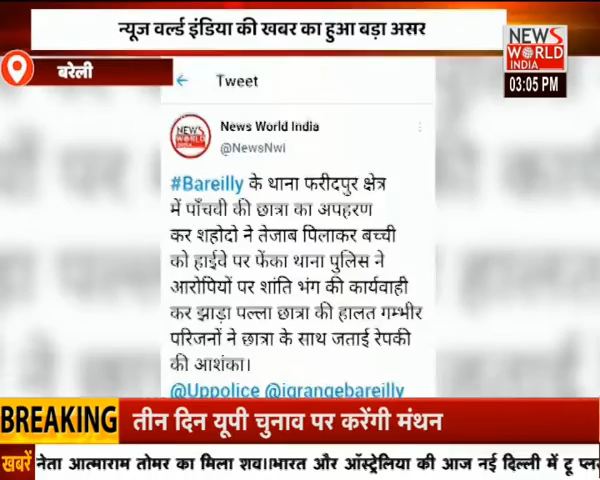 न्यूज वर्ल्ड इंडिया की खबर का हुआ बड़ा असर
NEWS
WORLD
INDIA
03:05 PM
बरेली
Tweet
NEWS
WORLD
News World India
@NewsNwi
#Bareilly के थाना फरीदपुर क्षेत्र
में पाँचवी की छात्रा का अपहरण
कर शहोदो ने तेजाब पिलाकर बच्ची
को हाईवे पर फेंका थाना पुलिस ने
आरोपियों पर शांति भंग की कार्यवाही
कर झाड़ा पल्ला छात्रा की हालत गम्भीर
परिजनों ने छात्रा के साथ जताई रेपकी
की आशंका।
@Uppolice @igrangebareilly
BREAKING तीन दिन यूपी चुनाव पर करेंगी मंथन
खबरें नेता आत्माराम तोमर का मिला शव।।भारत और ऑस्ट्रेलिया की आज नई दिल्ली में टू प्लस